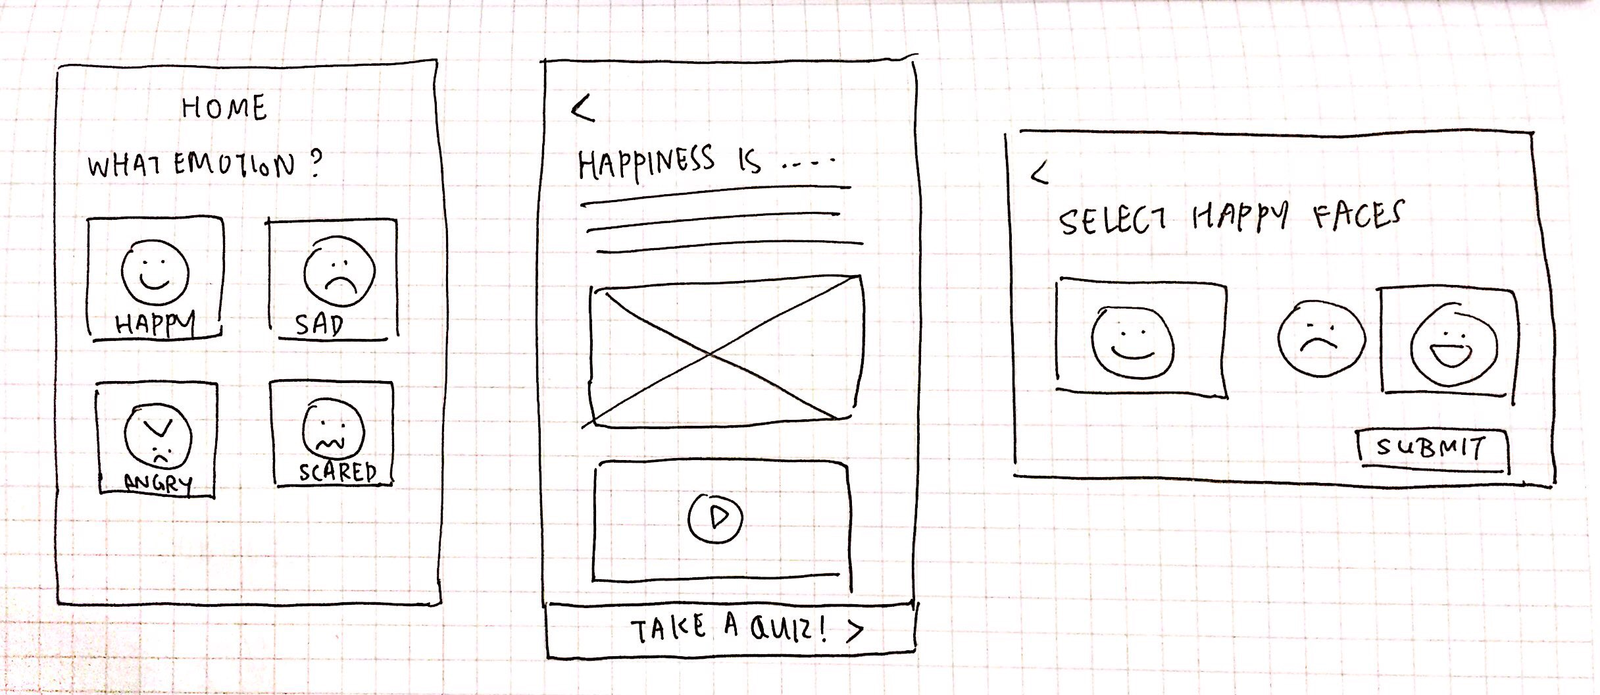 HOME
WHAT EMOTION ?
HAPPY
SAD
ANGRY
SCARED
<
HAPPINESS IS ....
TAKE A QUIZ! >
<
SELECT HAPPY FACES
SUBMIT